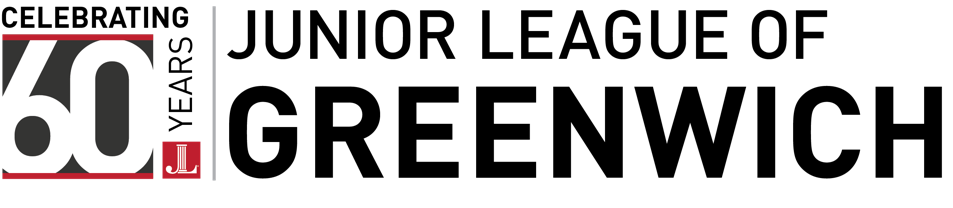 CELEBRATING
60
YEARS
JL
JUNIOR LEAGUE OF
GREENWICH